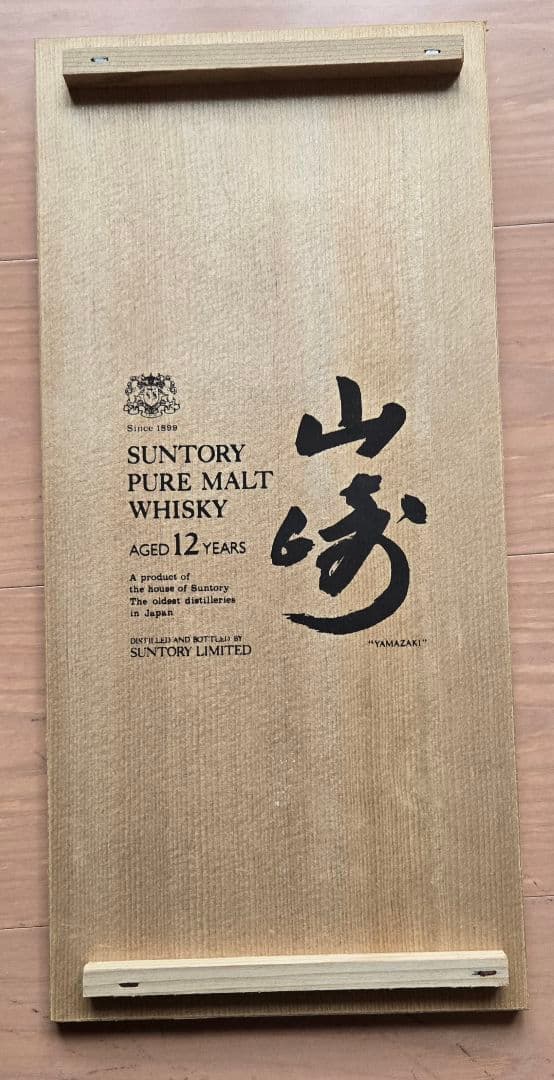 Since 1899
SUNTORY
PURE MALT
WHISKY
AGED 12 YEARS
A product of
the house of Suntory
The oldest distilleries
in Japan
DISTILLED AND BOTTLED BY
SUNTORY LIMITED
山崎
"YAMAZAKI"